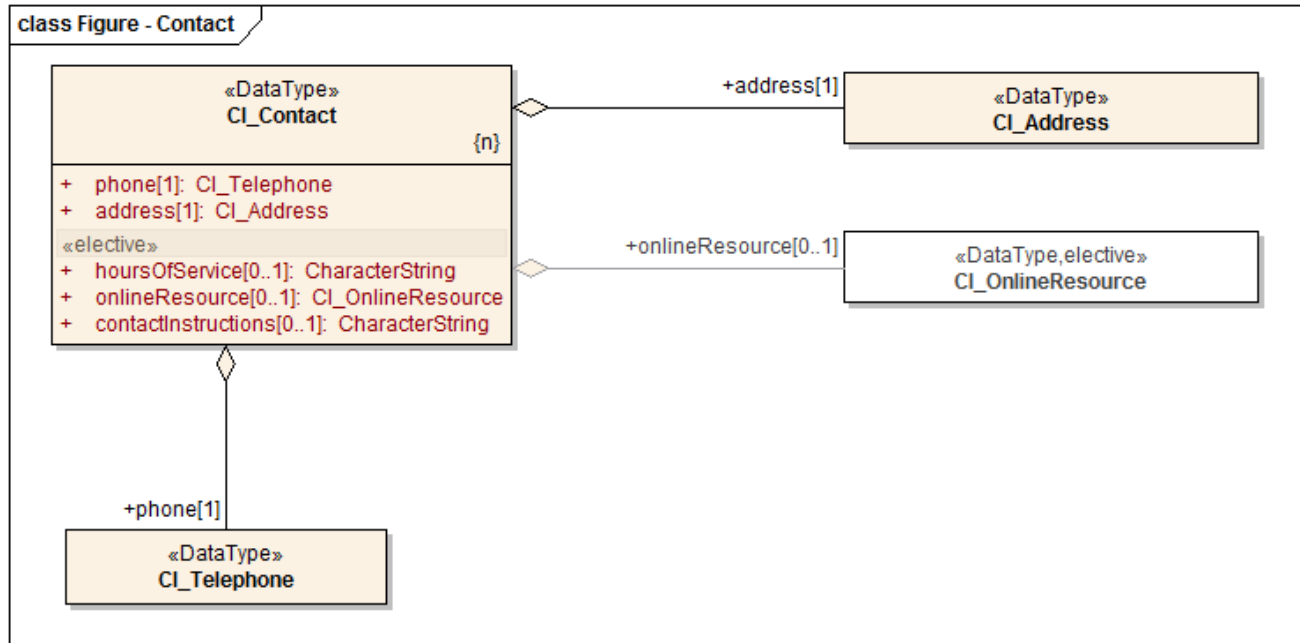 class Figure - Contact
«DataType»
CI_Contact
{n}
+ phone[1]: CI_Telephone
+ address[1]: CI_Address
«elective»
+ hoursOfService[0..1]: CharacterString
+ onlineResource[0..1]: CI_OnlineResource
+ contactInstructions[0..1]: CharacterString
+address[1]
«DataType»
CI_Address
+onlineResource[0..1]
«DataType,elective»
CI_OnlineResource
+phone[1]
«DataType»
CI_Telephone